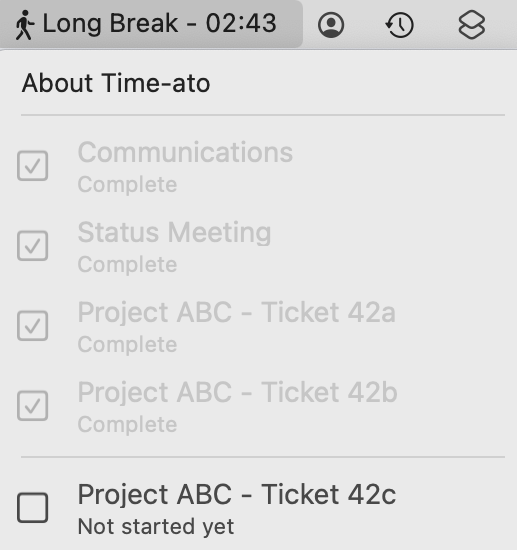 Long Break - 02:43
About Time-ato
Communications
Complete
Status Meeting
Complete
Project ABC - Ticket 42a
Complete
Project ABC - Ticket 42b
Complete
Project ABC - Ticket 42c
Not started yet